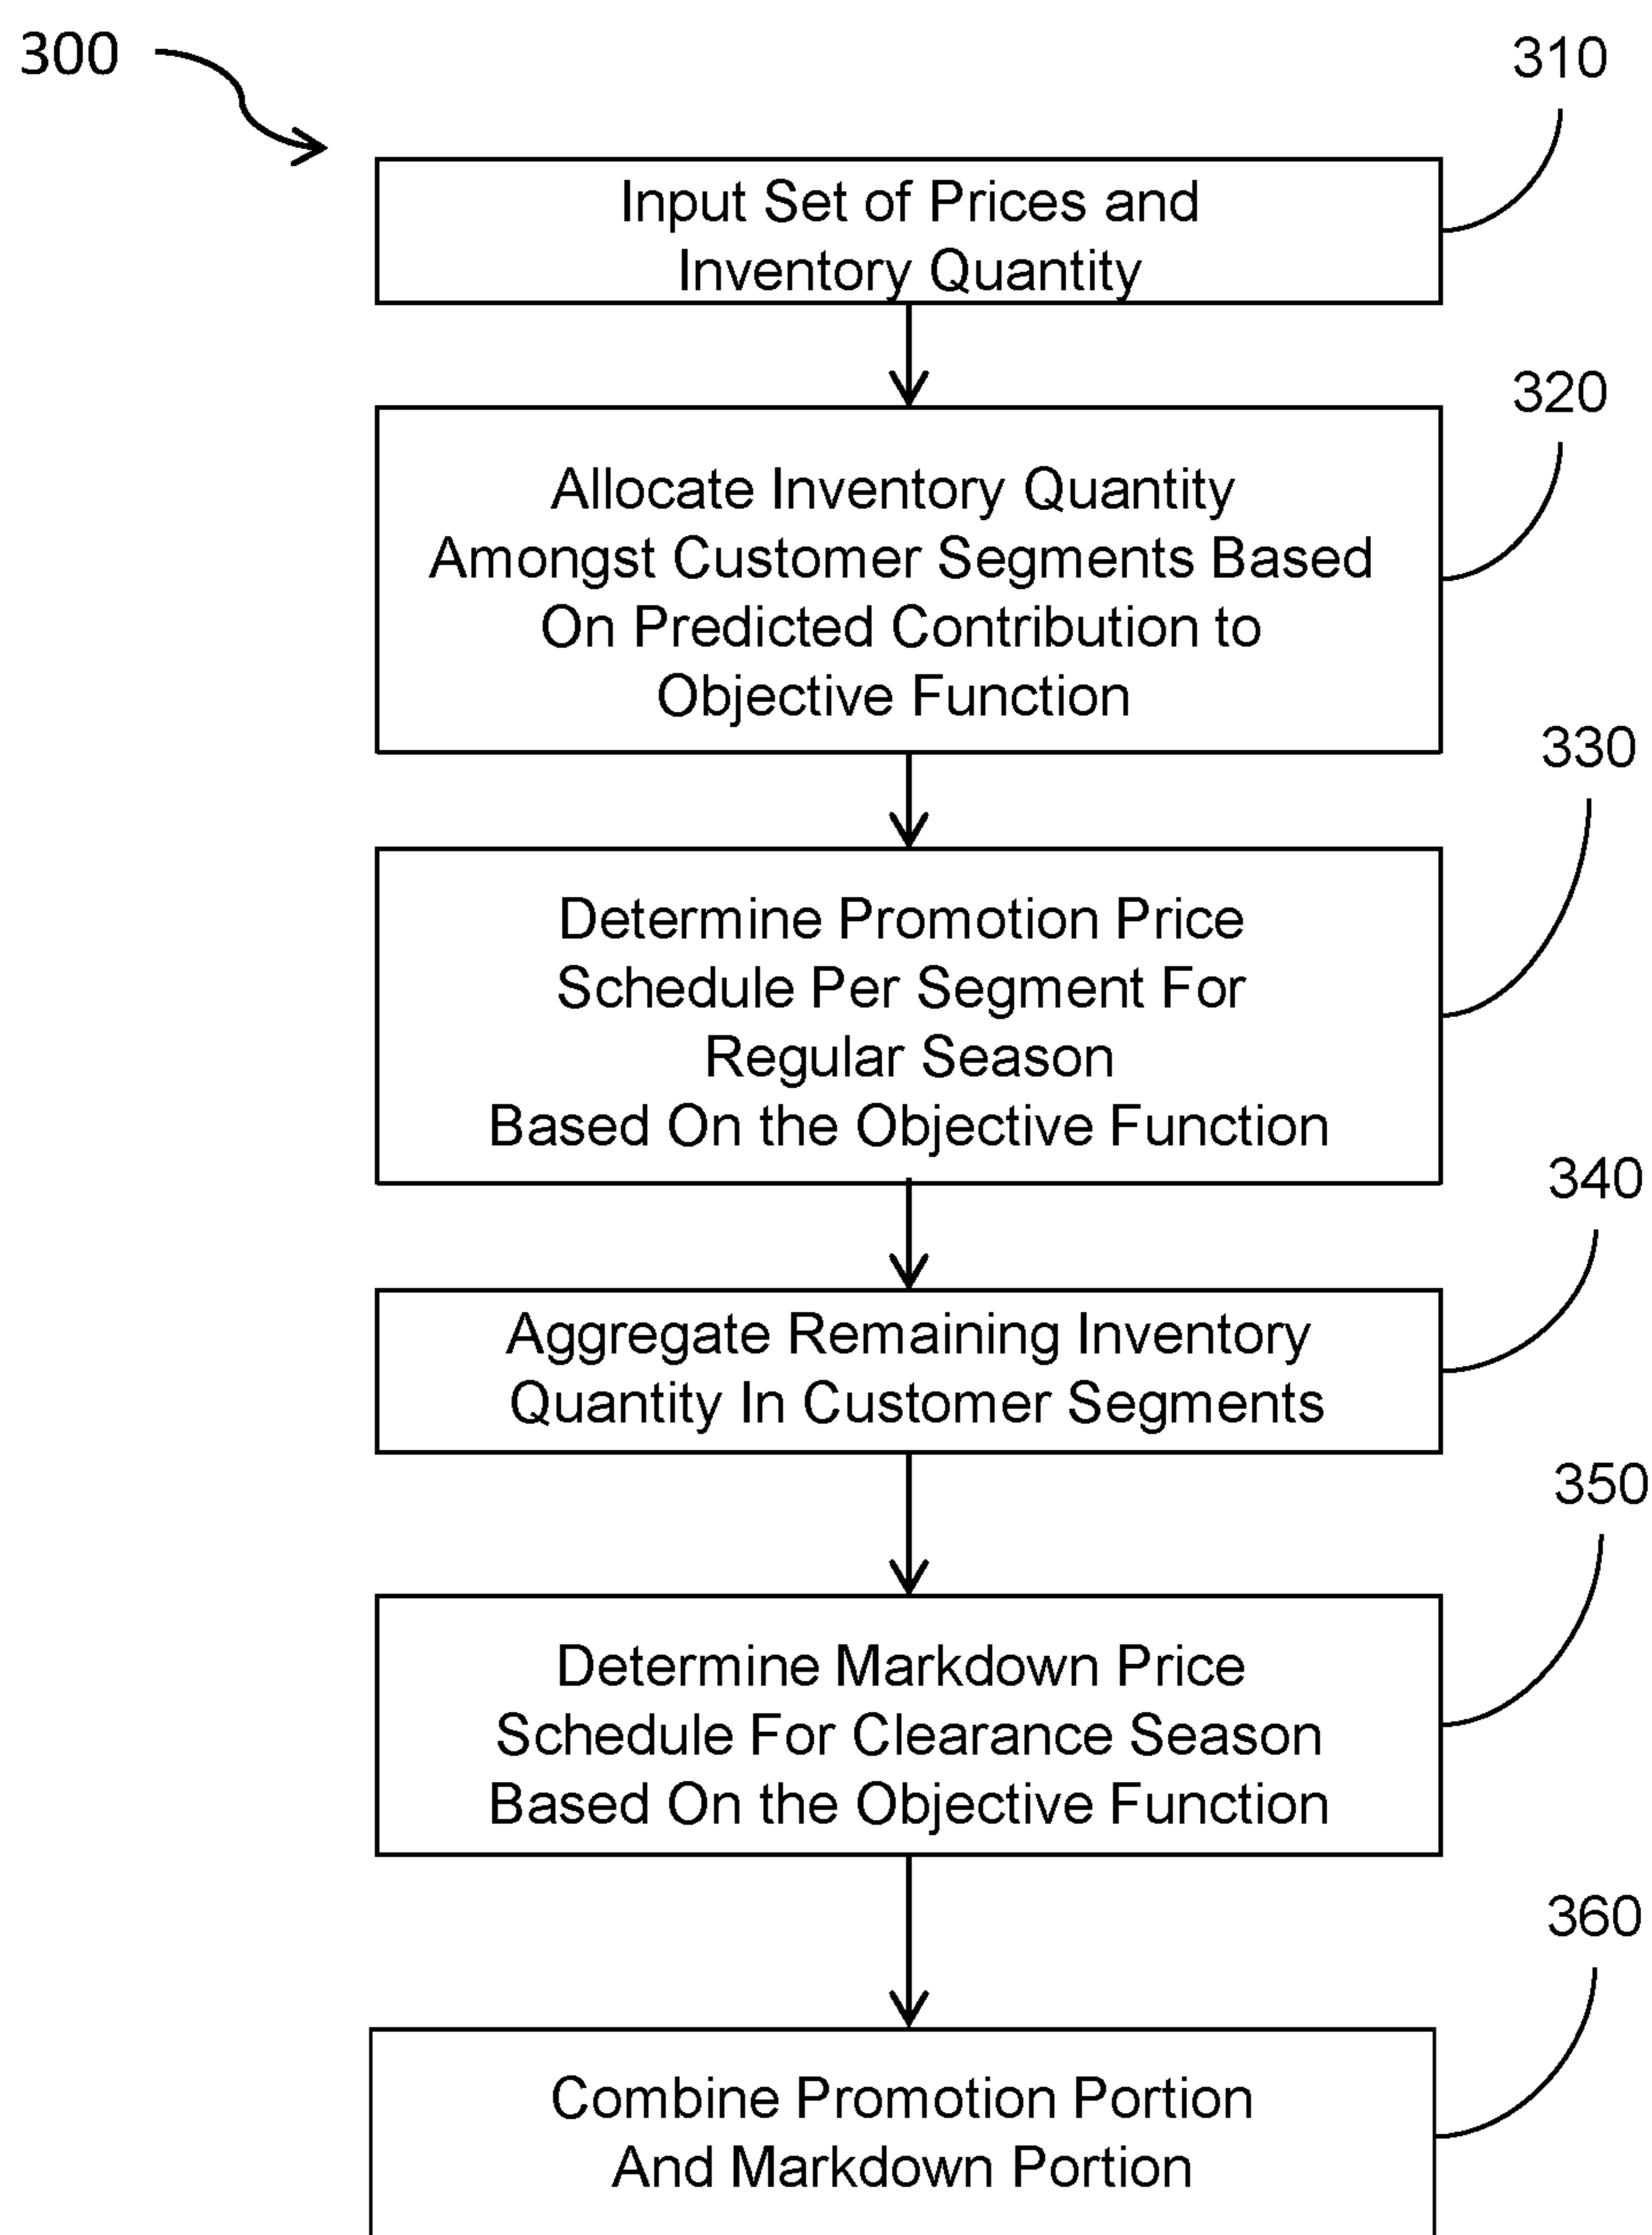 300
310
Input Set of Prices and
Inventory Quantity
320
Allocate Inventory Quantity
Amongst Customer Segments Based
On Predicted Contribution to
Objective Function
330
Determine Promotion Price
Schedule Per Segment For
Regular Season
Based On the Objective Function
340
Aggregate Remaining Inventory
Quantity In Customer Segments
350
Determine Markdown Price
Schedule For Clearance Season
Based On the Objective Function
360
Combine Promotion Portion
And Markdown Portion